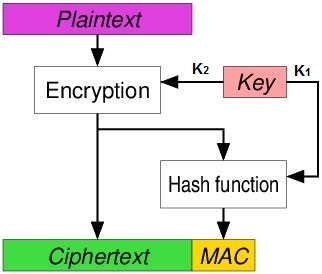 Plaintext
K2
Key
K1
Encryption
Hash function
Ciphertext
MAC